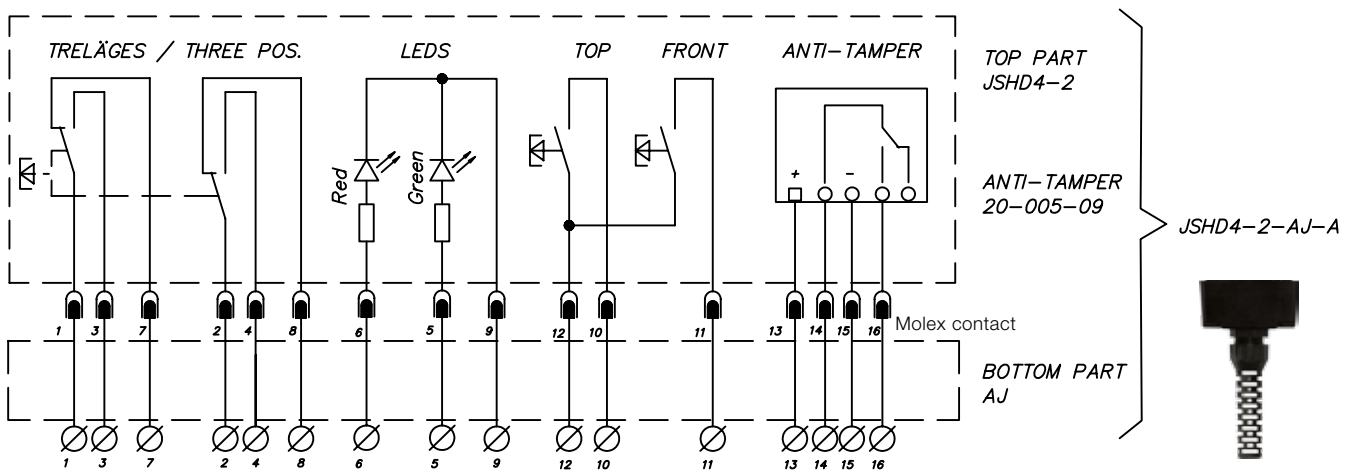 TRELÄGES / THREE POS. LEDS TOP FRONT ANTI-TAMPER
TOP PART
JSHD4-2
Red
Green
+ -
ANTI-TAMPER
20-005-09
JSHD4-2-AJ-A
1 3 7 2 4 8 6 5 9 12 10 11 13 14 15 16
Molex contact
BOTTOM PART
AJ
1 3 7 2 4 8 6 5 9 12 10 11 13 14 15 16